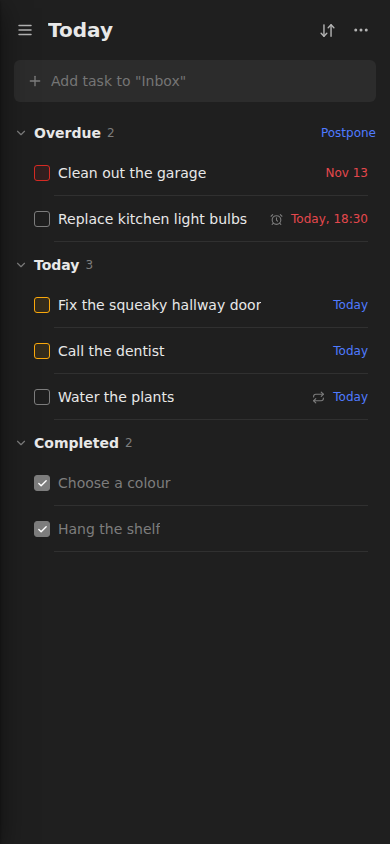 Today
Add task to "Inbox"
Overdue 2 Postpone
Clean out the garage Nov 13
Replace kitchen light bulbs Today, 18:30
Today 3
Fix the squeaky hallway door Today
Call the dentist Today
Water the plants Today
Completed 2
Choose a colour
Hang the shelf